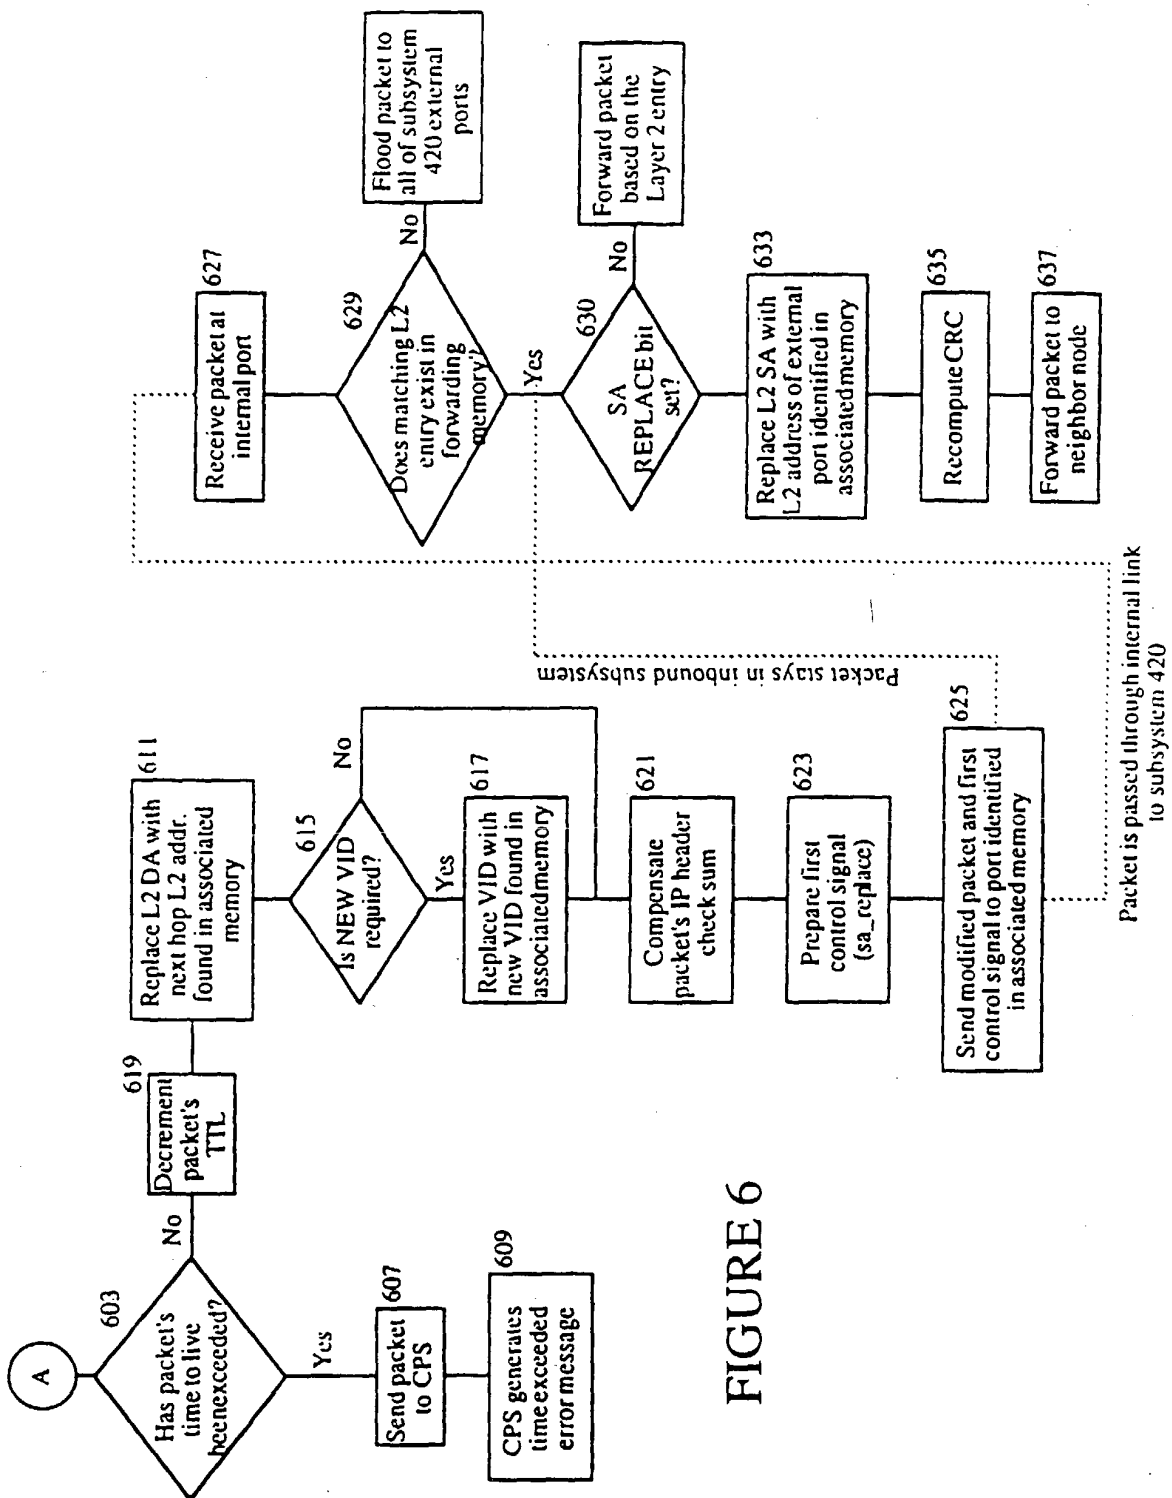 A
603
Has packet's
time to live
beenexceeded?
Yes
No
607
Send packet
to CPS
609
CPS generates
time exceeded
error message
619
Decrement
packet's
TTL
611
Replace L2 DA with
next hop L2 addr.
found in associated
memory
615
Is NEW VID
required?
No
Yes
617
Replace VID with
new VID found in
associated memory
621
Compensate
packet's IP header
check sum
623
Prepare first
control signal
(sa_replace)
625
Send modified packet and first
control signal to port identified
in associated memory
Packet stays in inbound subsystem
Packet is passed through internal link
to subsystem 420
627
Receive packet at
internal port
629
Does matching L2
entry exist in
forwarding
memory?
No
Flood packet to
all of subsystem
420 external
ports
Yes
630
SA
REPLACE bit
set?
No
Forward packet
based on the
Layer 2 entry
633
Replace L2 SA with
L2 address of external
port identified in
associated memory
635
Recompute CRC
637
Forward packet to
neighbor node
FIGURE 6